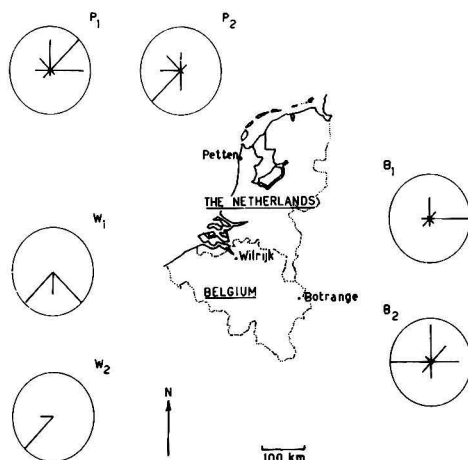 P1
P2
Petten
THE NETHERLANDS
B1
W1
Wilrijk
BELGIUM
Botrange
B2
W2
N
100 km